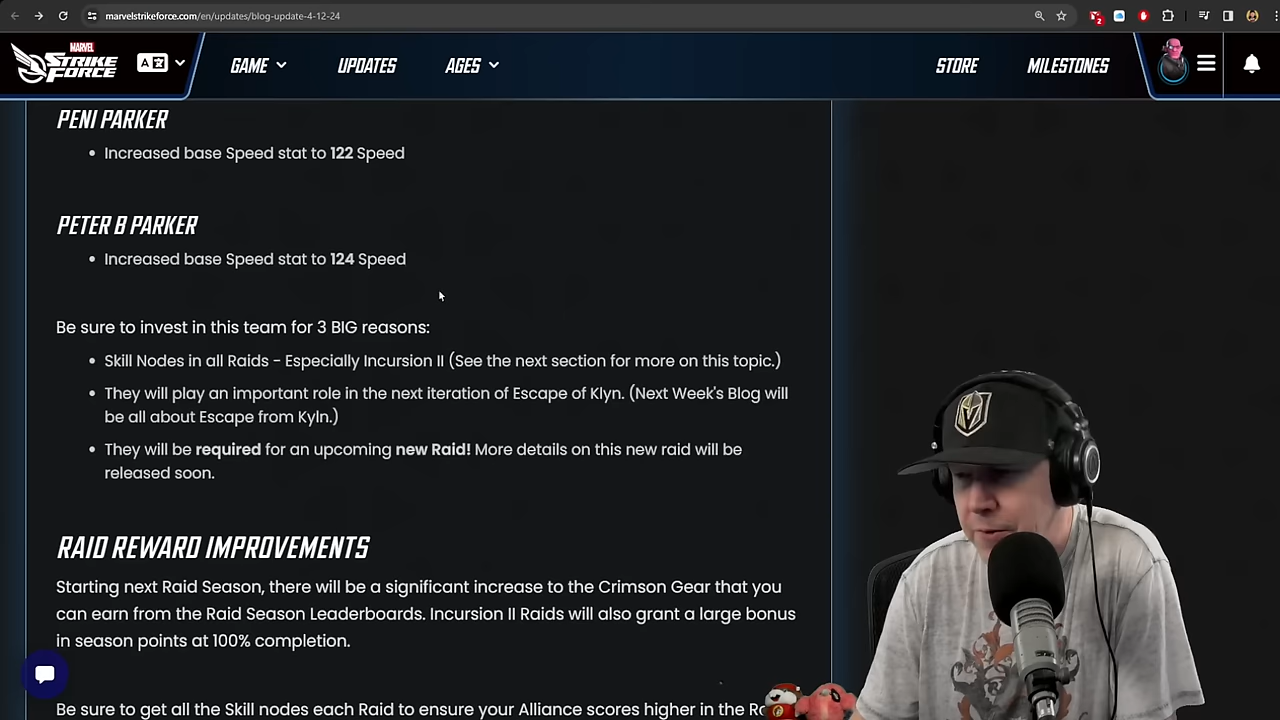 marvelstrikeforce.com/en/updates/blog-update-4-12-24
2
MARVEL
STRIKE
FORCE
A
GAME
UPDATES
AGES
STORE
MILESTONES
PENI PARKER
• Increased base Speed stat to 122 Speed
PETER B PARKER
• Increased base Speed stat to 124 Speed
Be sure to invest in this team for 3 BIG reasons:
• Skill Nodes in all Raids - Especially Incursion II (See the next section for more on this topic.)
• They will play an important role in the next iteration of Escape of Klyn. (Next Week's Blog will
be all about Escape from Kyln.)
• They will be required for an upcoming new Raid! More details on this new raid will be
released soon.
RAID REWARD IMPROVEMENTS
Starting next Raid Season, there will be a significant increase to the Crimson Gear that you
can earn from the Raid Season Leaderboards. Incursion II Raids will also grant a large bonus
in season points at 100% completion.
Be sure to get all the Skill nodes each Raid to ensure your Alliance scores higher in the